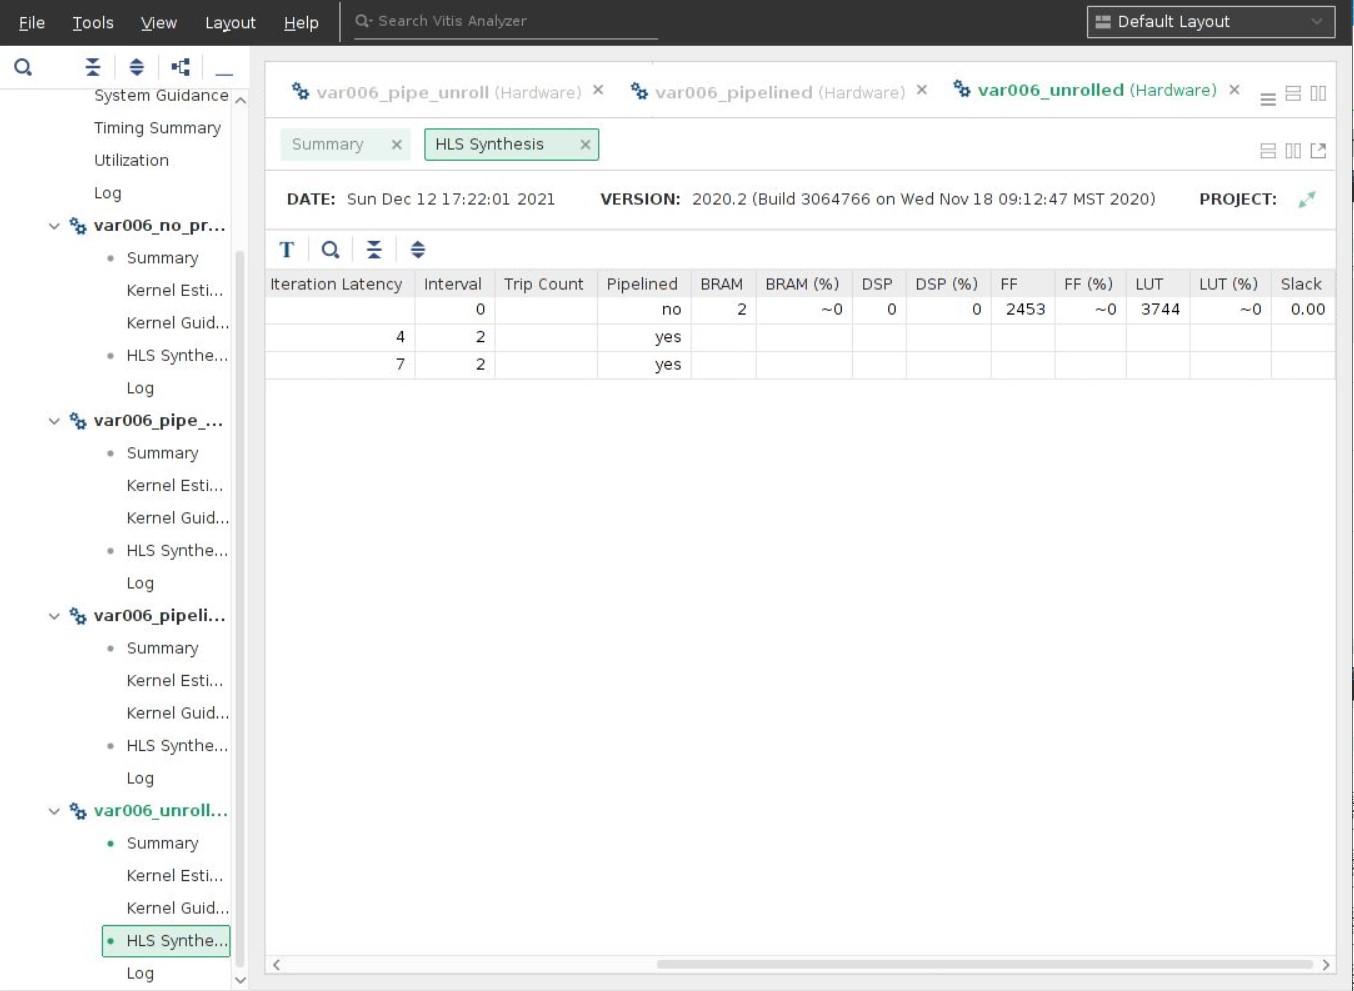 File Tools View Layout Help Search Vitis Analyzer Default Layout
System Guidance
Timing Summary
Utilization
Log
var006_no_pr...
Summary
Kernel Esti...
Kernel Guid...
HLS Synthe...
Log
var006_pipe_...
Summary
Kernel Esti...
Kernel Guid...
HLS Synthe...
Log
var006_pipeli...
Summary
Kernel Esti...
Kernel Guid...
HLS Synthe...
Log
var006_unroll...
Summary
Kernel Esti...
Kernel Guid...
HLS Synthe...
Log
var006_pipe_unroll (Hardware) var006_pipelined (Hardware) var006_unrolled (Hardware)
Summary HLS Synthesis
DATE: Sun Dec 12 17:22:01 2021 VERSION: 2020.2 (Build 3064766 on Wed Nov 18 09:12:47 MST 2020) PROJECT:
T
Iteration Latency Interval Trip Count Pipelined BRAM BRAM (%) DSP DSP (%) FF FF (%) LUT LUT (%) Slack
0 no 2 ~0 0 0 2453 ~0 3744 ~0 0.00
4 2 yes
7 2 yes